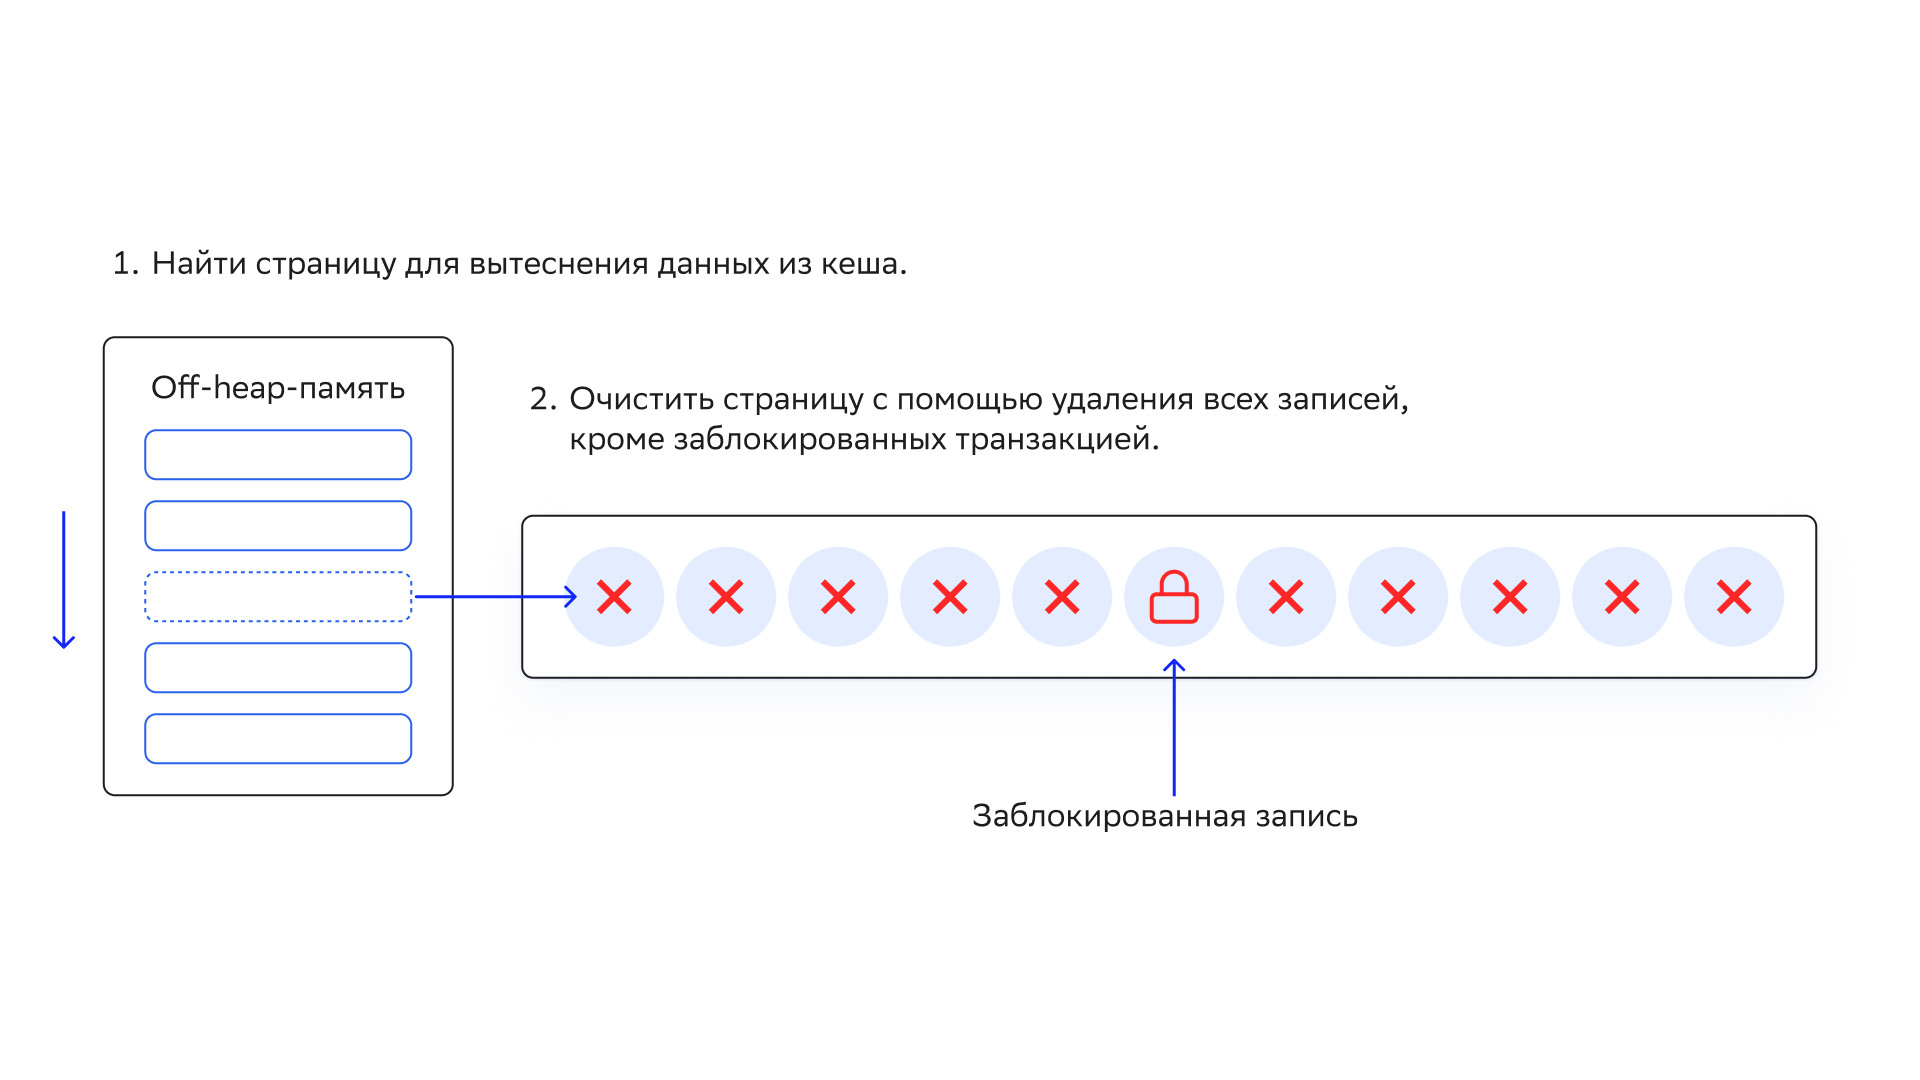 1. Найти страницу для вытеснения данных из кеша.
Off-heap-память
2. Очистить страницу с помощью удаления всех записей,
кроме заблокированных транзакцией.
Заблокированная запись